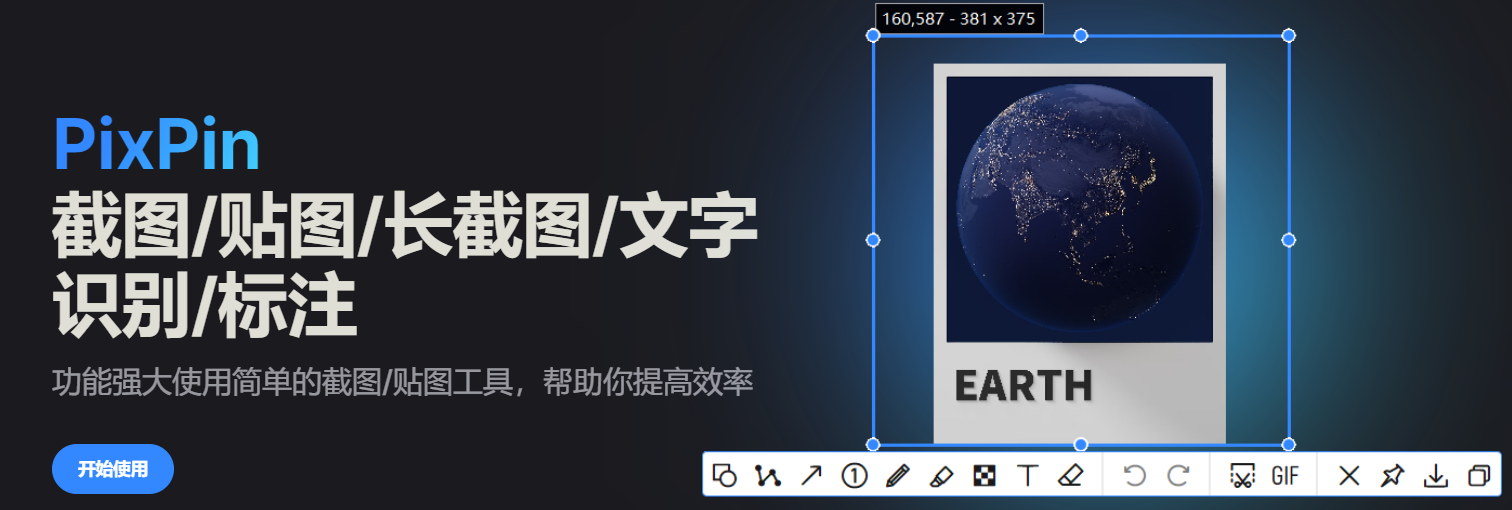 160,587 - 381 x 375
PixPin
截图/贴图/长截图/文字
识别/标注
功能强大使用简单的截图/贴图工具，帮助你提高效率
EARTH
开始使用
1 T GIF